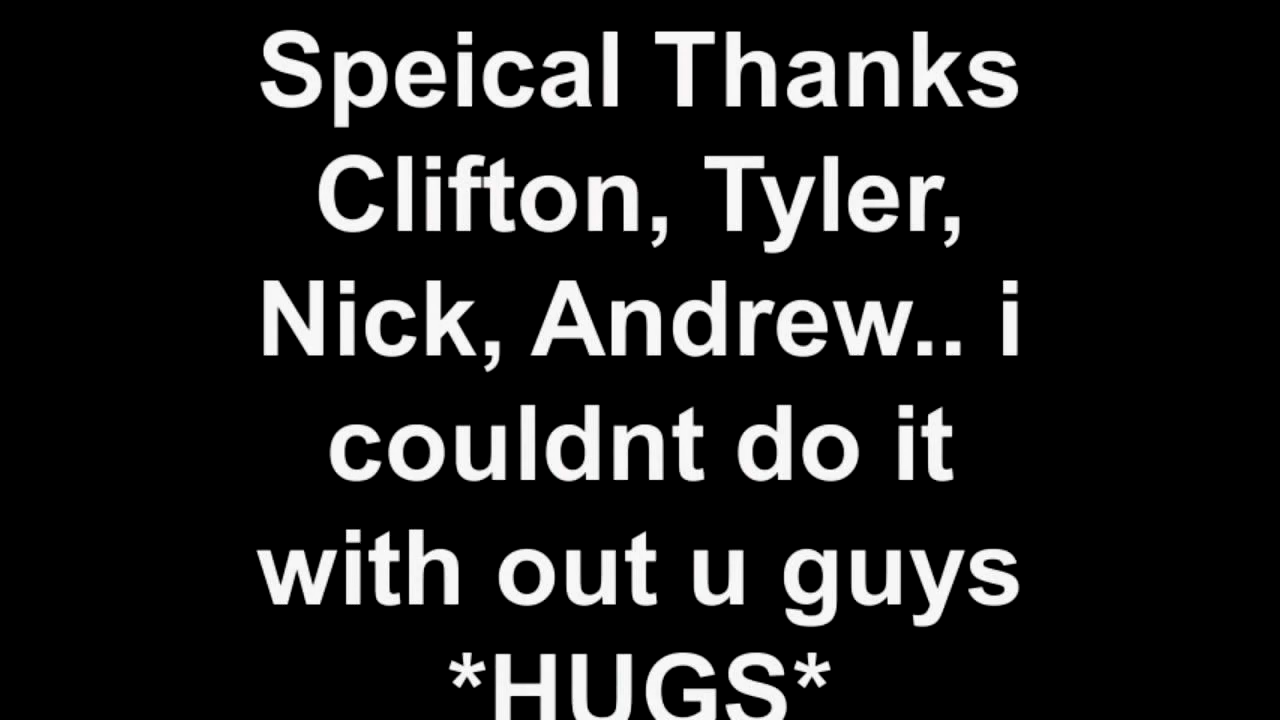 Speical Thanks
Clifton, Tyler,
Nick, Andrew.. i
couldnt do it
with out u guys
*HUGS*